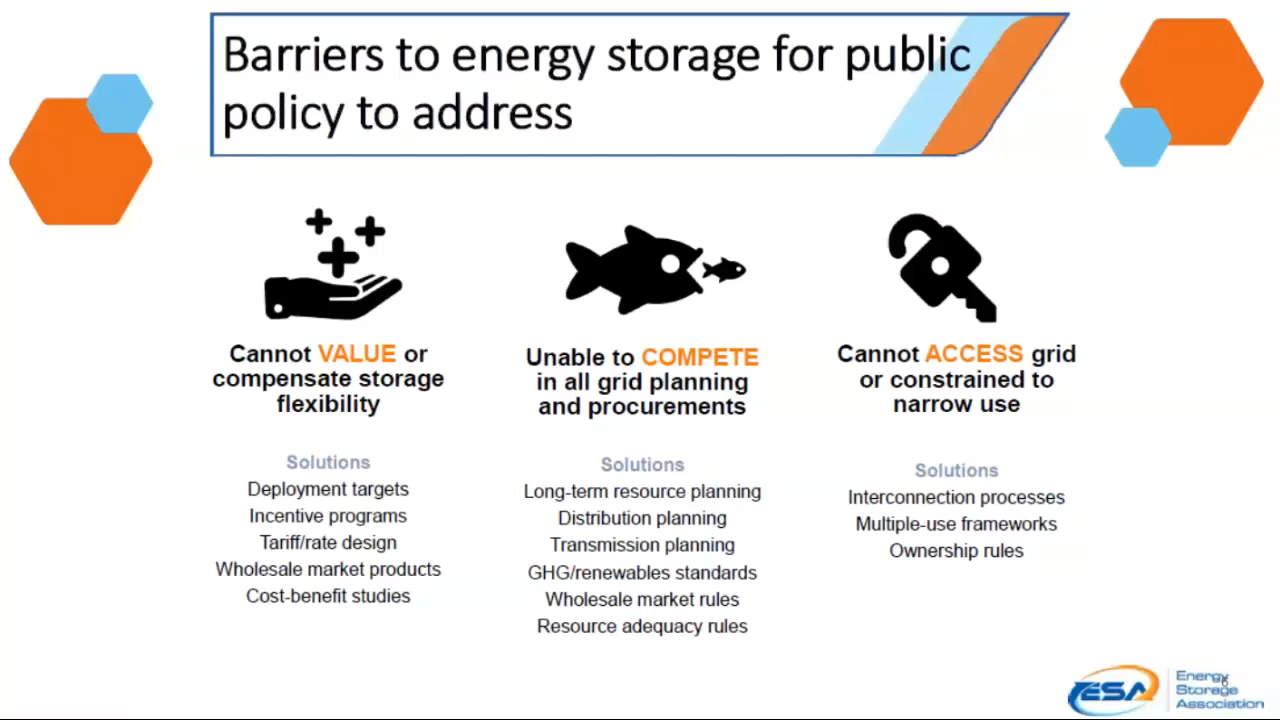 Barriers to energy storage for public
policy to address
Cannot VALUE or
compensate storage
flexibility
Solutions
Deployment targets
Incentive programs
Tariff/rate design
Wholesale market products
Cost-benefit studies
Unable to COMPETE
in all grid planning
and procurements
Solutions
Long-term resource planning
Distribution planning
Transmission planning
GHG/renewables standards
Wholesale market rules
Resource adequacy rules
Cannot ACCESS grid
or constrained to
narrow use
Solutions
Interconnection processes
Multiple-use frameworks
Ownership rules
ESA
Energy
Storage
Association
6